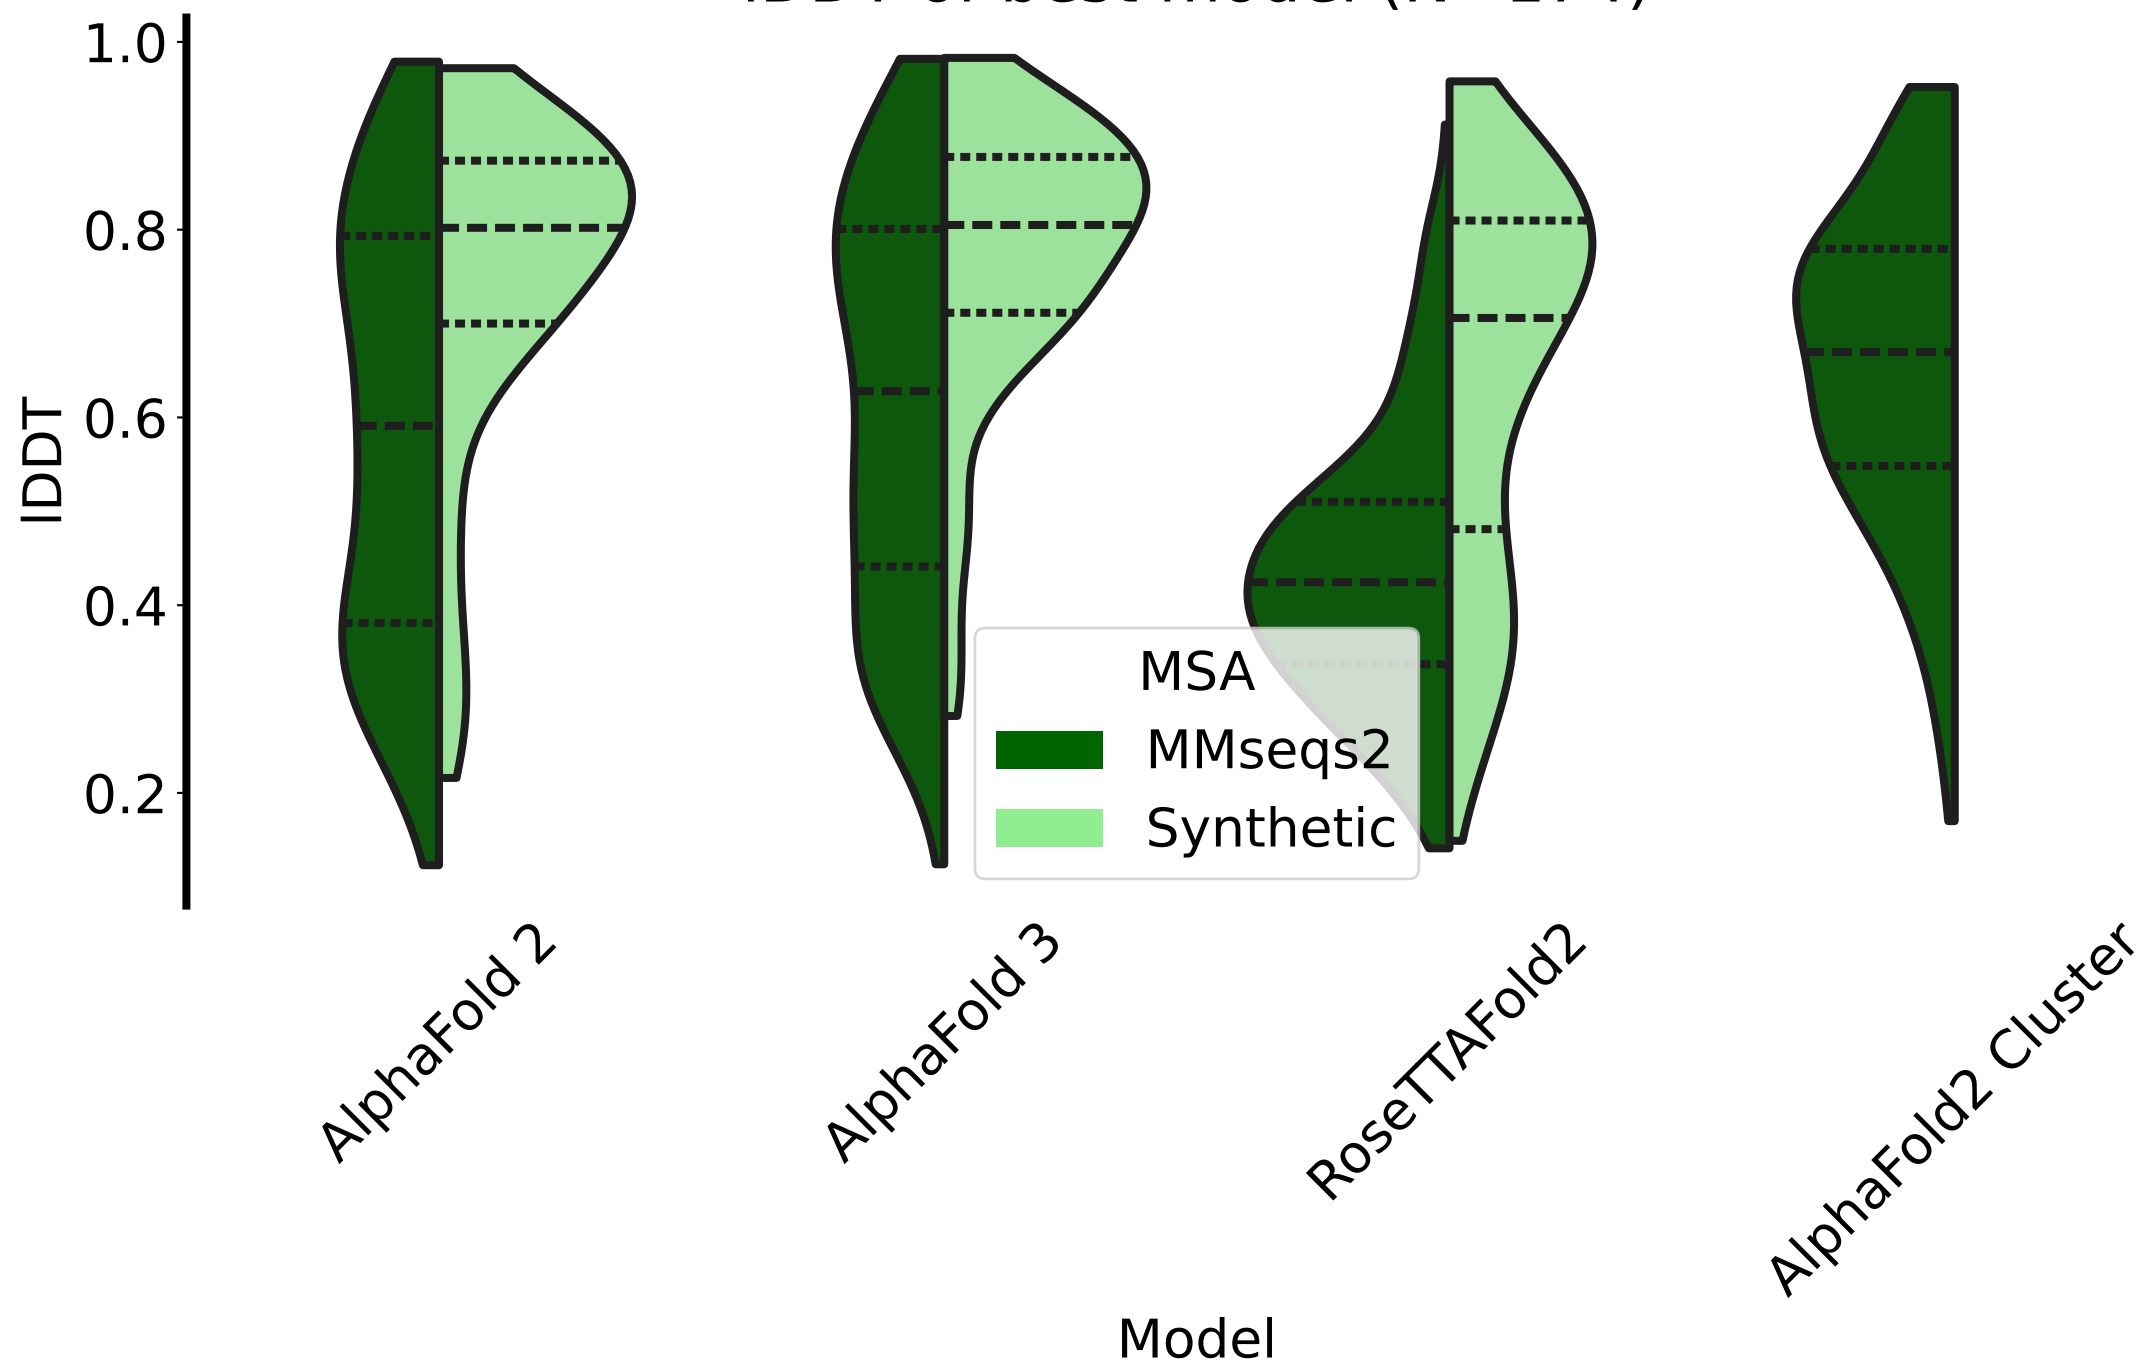 1.0
0.8
0.6
0.4
0.2
lDDT
MSA
MMseqs2
Synthetic
AlphaFold 2
AlphaFold 3
RoseTTAFold2
AlphaFold2 Cluster
Model